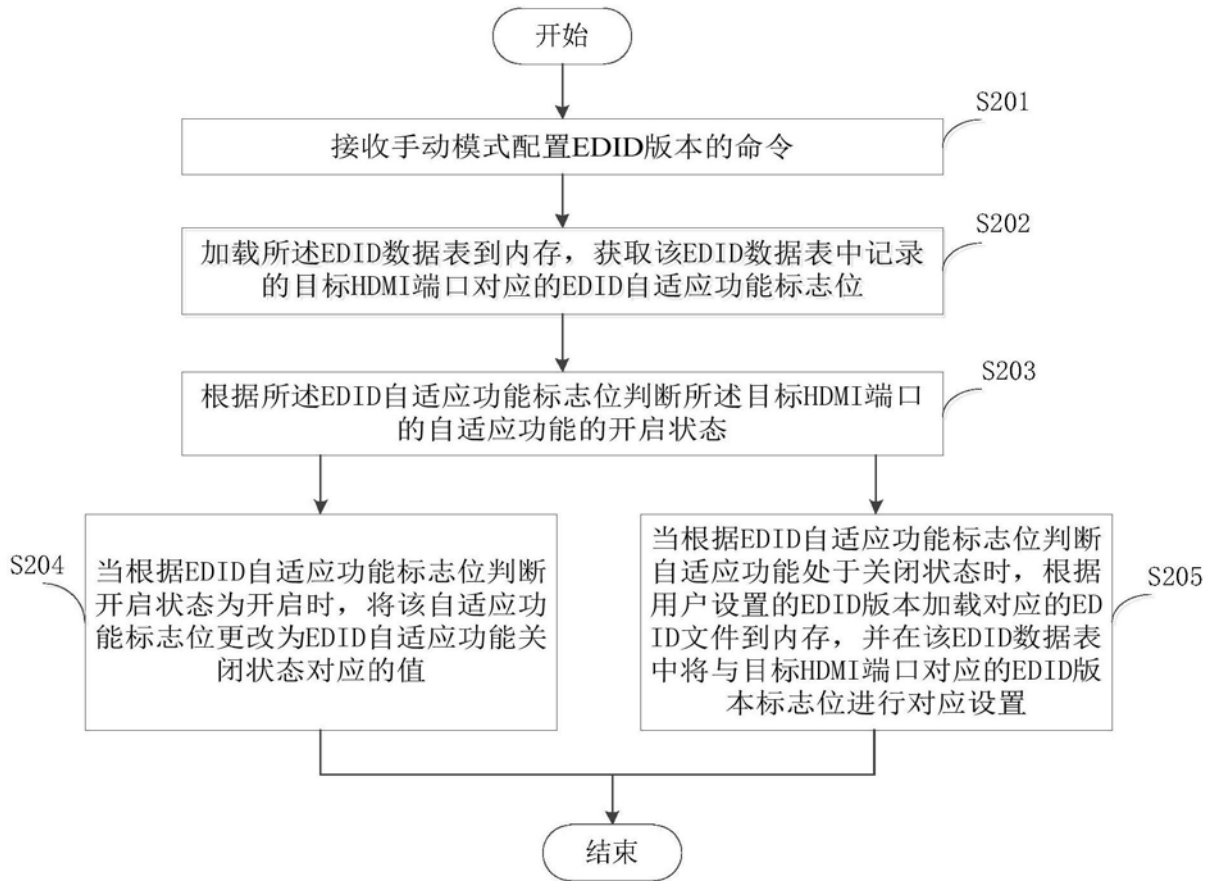 开始
S201
接收手动模式配置EDID版本的命令
S202
加载所述EDID数据表到内存，获取该EDID数据表中记录
的目标HDMI端口对应的EDID自适应功能标志位
S203
根据所述EDID自适应功能标志位判断所述目标HDMI端口
的自适应功能的开启状态
S204
当根据EDID自适应功能标志位判断
开启状态为开启时，将该自适应功
能标志位更改为EDID自适应功能关
闭状态对应的值
S205
当根据EDID自适应功能标志位判断
自适应功能处于关闭状态时，根据
用户设置的EDID版本加载对应的ED
ID文件到内存，并在该EDID数据表
中将与目标HDMI端口对应的EDID版
本标志位进行对应设置
结束